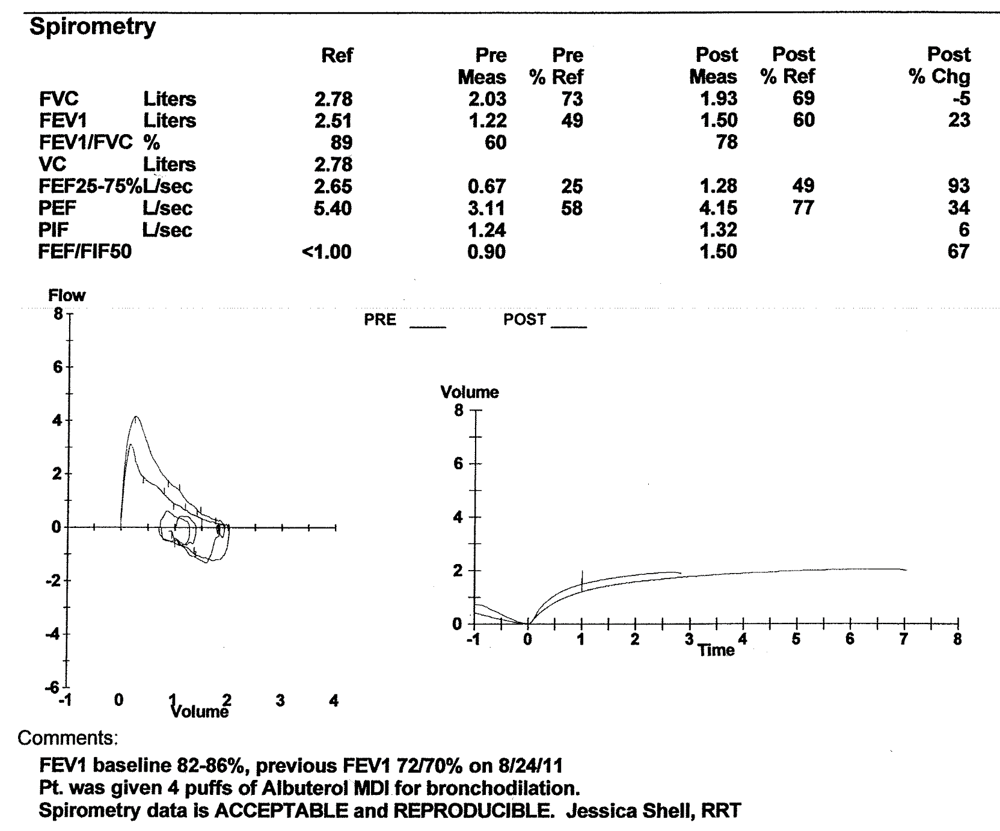 Spirometry
Ref Pre Pre Post Post Post
Meas % Ref Meas % Ref % Chg
FVC Liters 2.78 2.03 73 1.93 69 -5
FEV1 Liters 2.51 1.22 49 1.50 60 23
FEV1/FVC % 89 60 78
VC Liters 2.78
FEF25-75% L/sec 2.65 0.67 25 1.28 49 93
PEF L/sec 5.40 3.11 58 4.15 77 34
PIF L/sec 1.24 1.32 6
FEF/FIF50 <1.00 0.90 1.50 67
Flow
8
PRE ____ POST ____
6
4
2
0
-2
-4
-6
-1 0 1 2 3 4
Volume
Volume
8
6
4
2
0
-1 0 1 2 3 4 5 6 7 8
Time
Comments:
FEV1 baseline 82-86%, previous FEV1 72/70% on 8/24/11
Pt. was given 4 puffs of Albuterol MDI for bronchodilation.
Spirometry data is ACCEPTABLE and REPRODUCIBLE. Jessica Shell, RRT